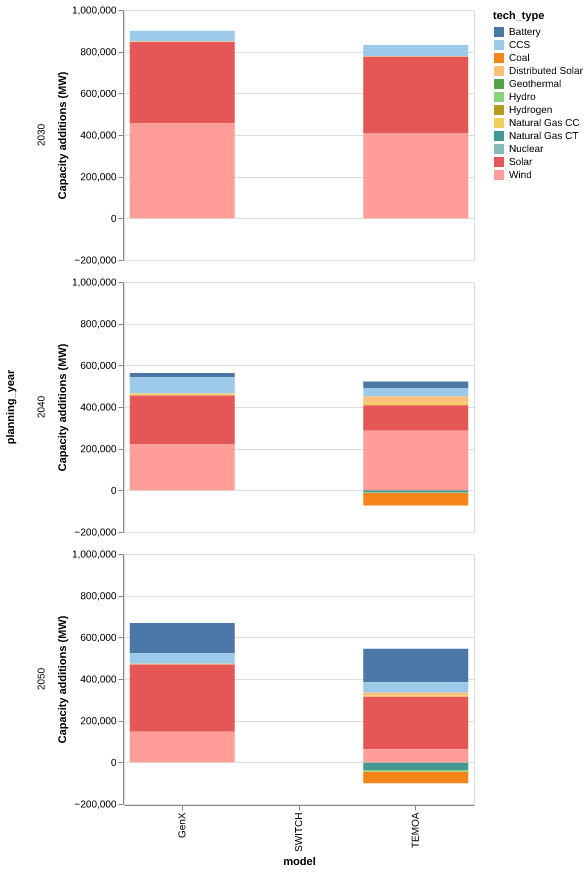 tech_type
Battery
CCS
Coal
Distributed Solar
Geothermal
Hydro
Hydrogen
Natural Gas CC
Natural Gas CT
Nuclear
Solar
Wind
planning_year
2030
Capacity additions (MW)
1,000,000
800,000
600,000
400,000
200,000
0
−200,000
2040
Capacity additions (MW)
1,000,000
800,000
600,000
400,000
200,000
0
−200,000
2050
Capacity additions (MW)
1,000,000
800,000
600,000
400,000
200,000
0
−200,000
GenX
SWITCH
TEMOA
model